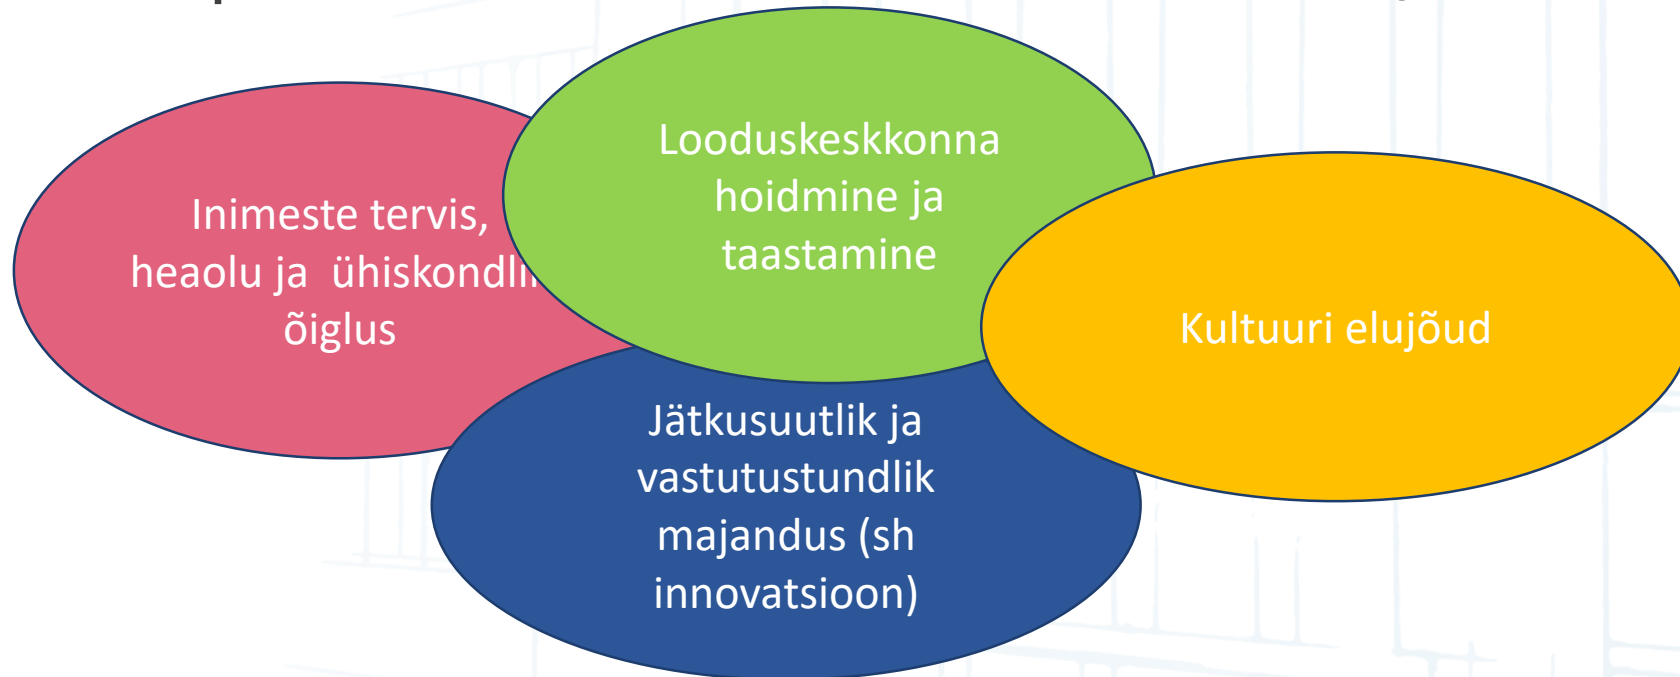 Inimeste tervis,
heaolu ja ühiskondli
õiglus
Looduskeskkonna
hoidmine ja
taastamine
Kultuuri elujõud
Jätkusuutlik ja
vastutustundlik
majandus (sh
innovatsioon)